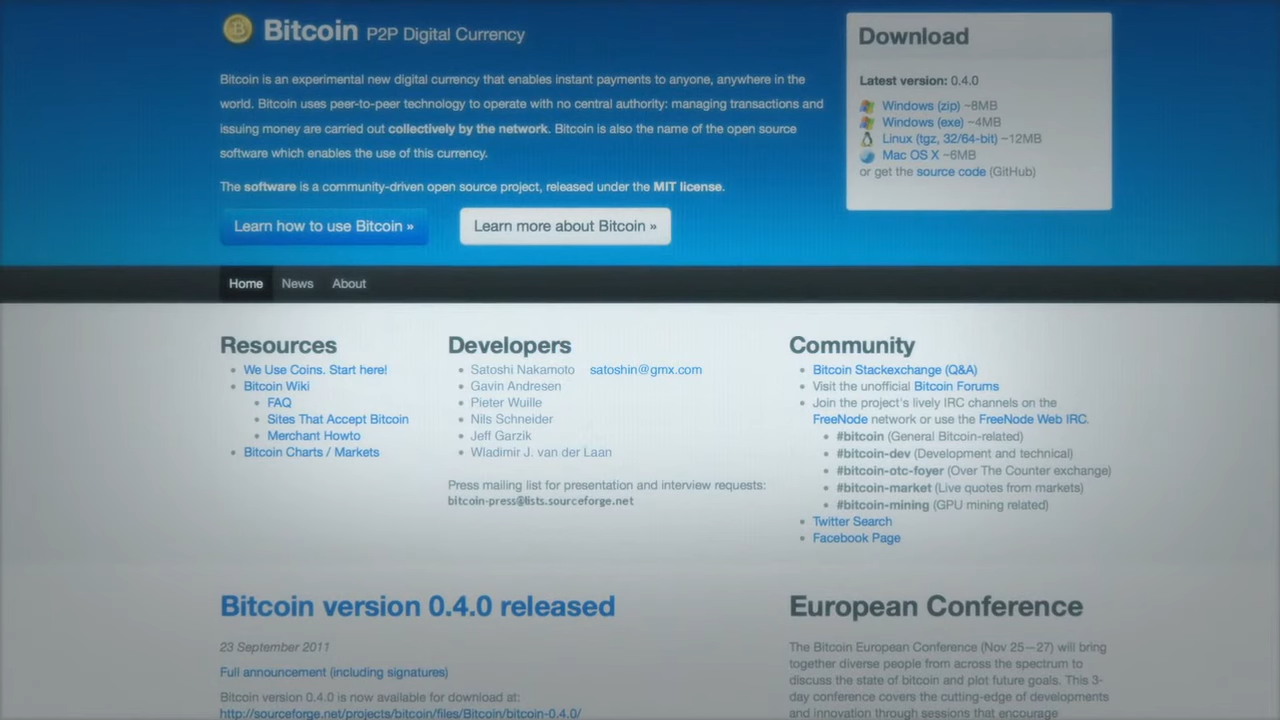 Bitcoin P2P Digital Currency
Bitcoin is an experimental new digital currency that enables instant payments to anyone, anywhere in the
world. Bitcoin uses peer-to-peer technology to operate with no central authority: managing transactions and
issuing money are carried out collectively by the network. Bitcoin is also the name of the open source
software which enables the use of this currency.
The software is a community-driven open source project, released under the MIT license.
Learn how to use Bitcoin »
Learn more about Bitcoin »
Download
Latest version: 0.4.0
Windows (zip) ~8MB
Windows (exe) ~4MB
Linux (tgz, 32/64-bit) ~12MB
Mac OS X ~6MB
or get the source code (GitHub)
Home News About
Resources
We Use Coins. Start here!
Bitcoin Wiki
FAQ
Sites That Accept Bitcoin
Merchant Howto
Bitcoin Charts / Markets
Developers
Satoshi Nakamoto satoshin@gmx.com
Gavin Andresen
Pieter Wuille
Nils Schneider
Jeff Garzik
Wladimir J. van der Laan
Press mailing list for presentation and interview requests:
bitcoin-press@lists.sourceforge.net
Community
Bitcoin Stackexchange (Q&A)
Visit the unofficial Bitcoin Forums
Join the project's lively IRC channels on the
FreeNode network or use the FreeNode Web IRC.
#bitcoin (General Bitcoin-related)
#bitcoin-dev (Development and technical)
#bitcoin-otc-foyer (Over The Counter exchange)
#bitcoin-market (Live quotes from markets)
#bitcoin-mining (GPU mining related)
Twitter Search
Facebook Page
Bitcoin version 0.4.0 released
23 September 2011
Full announcement (including signatures)
Bitcoin version 0.4.0 is now available for download at:
http://sourceforge.net/projects/bitcoin/files/Bitcoin/bitcoin-0.4.0/
European Conference
The Bitcoin European Conference (Nov 25—27) will bring
together diverse people from across the spectrum to
discuss the state of bitcoin and plot future goals. This 3-
day conference covers the cutting-edge of developments
and innovation through sessions that encourage